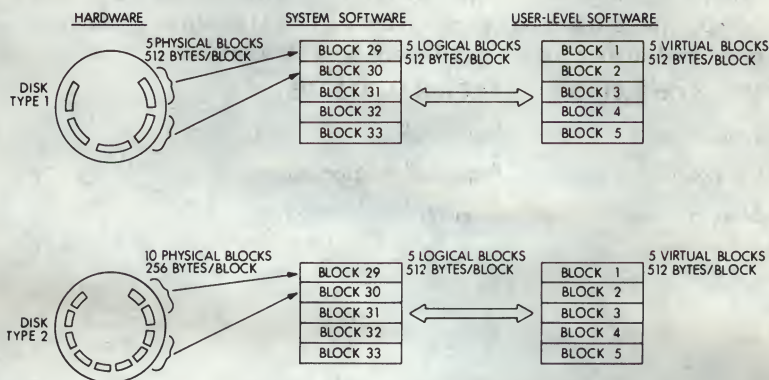 HARDWARE
SYSTEM SOFTWARE
USER-LEVEL SOFTWARE
5 PHYSICAL BLOCKS
512 BYTES/BLOCK
DISK
TYPE 1
BLOCK 29
BLOCK 30
BLOCK 31
BLOCK 32
BLOCK 33
5 LOGICAL BLOCKS
512 BYTES/BLOCK
BLOCK 1
BLOCK 2
BLOCK 3
BLOCK 4
BLOCK 5
5 VIRTUAL BLOCKS
512 BYTES/BLOCK
10 PHYSICAL BLOCKS
256 BYTES/BLOCK
DISK
TYPE 2
BLOCK 29
BLOCK 30
BLOCK 31
BLOCK 32
BLOCK 33
5 LOGICAL BLOCKS
512 BYTES/BLOCK
BLOCK 1
BLOCK 2
BLOCK 3
BLOCK 4
BLOCK 5
5 VIRTUAL BLOCKS
512 BYTES/BLOCK